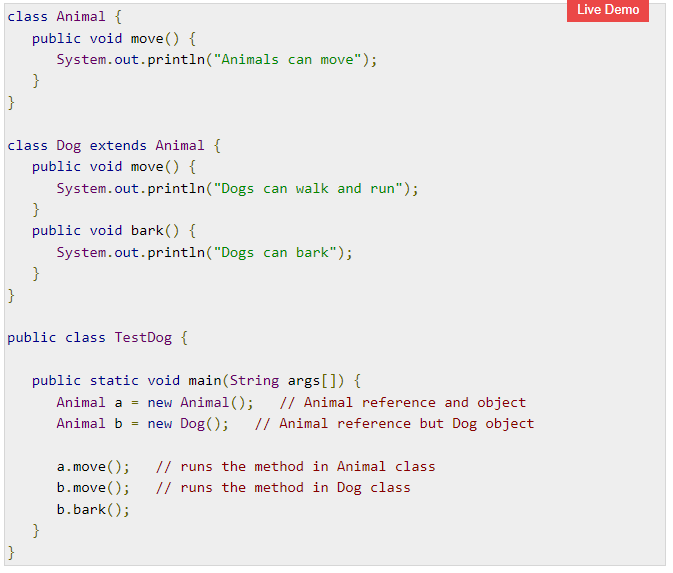 Live Demo
class Animal {
   public void move() {
      System.out.println("Animals can move");
   }
}

class Dog extends Animal {
   public void move() {
      System.out.println("Dogs can walk and run");
   }
   public void bark() {
      System.out.println("Dogs can bark");
   }
}

public class TestDog {

   public static void main(String args[]) {
      Animal a = new Animal();   // Animal reference and object
      Animal b = new Dog();   // Animal reference but Dog object

      a.move();   // runs the method in Animal class
      b.move();   // runs the method in Dog class
      b.bark();
   }
}